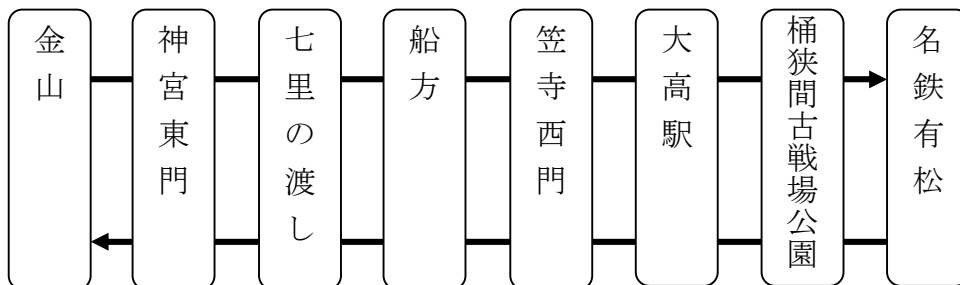 金山
神宮東門
七里の渡し
船方
笠寺西門
大高駅
桶狭間古戦場公園
名鉄有松